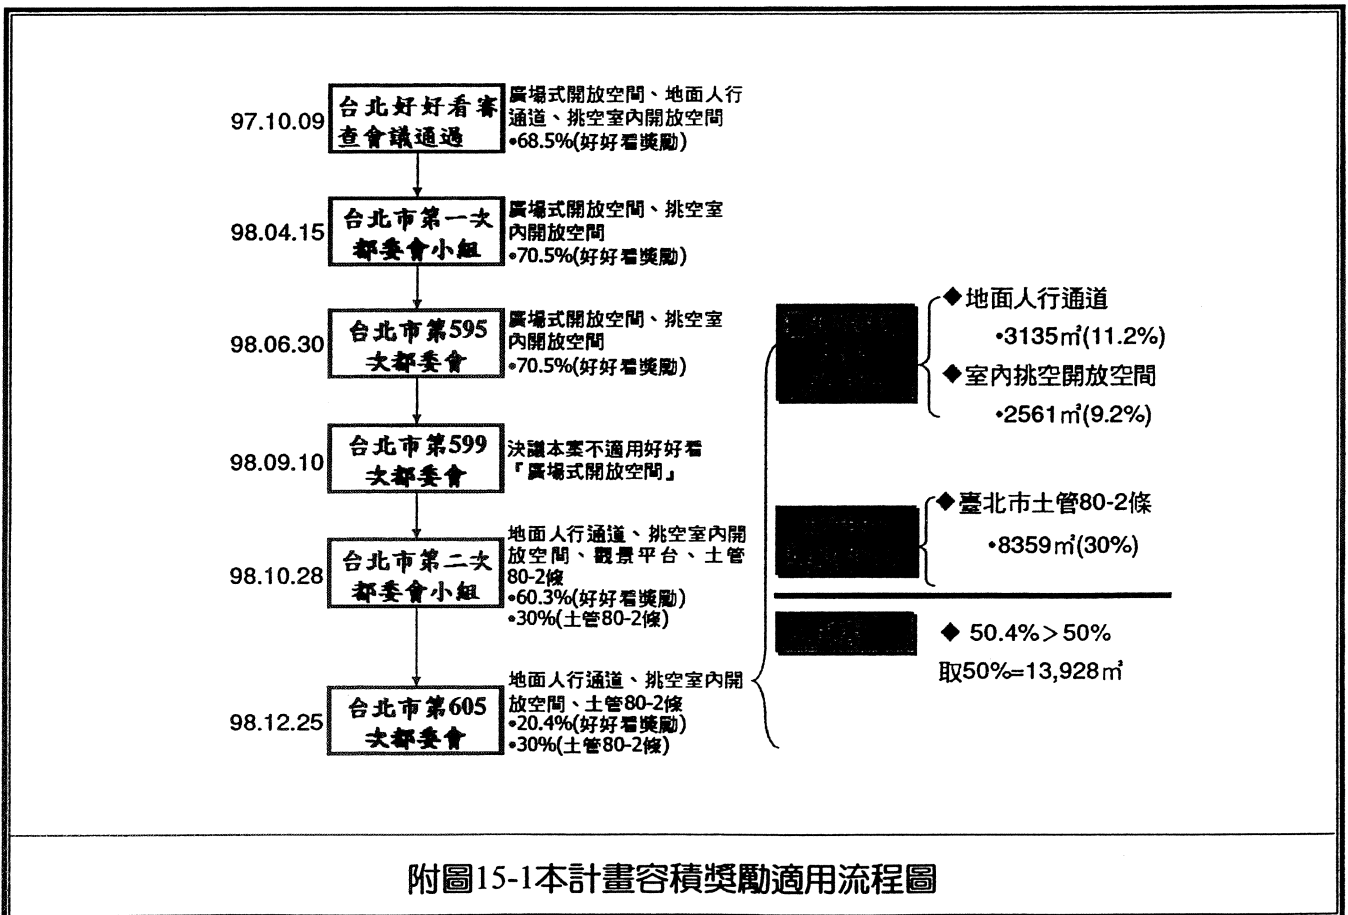 97.10.09
台北好好看審
查會議通過
廣場式開放空間、地面人行
通道、挑空室內開放空間
•68.5%(好好看獎勵)
98.04.15
台北市第一次
都委會小組
廣場式開放空間、挑空室
內開放空間
•70.5%(好好看獎勵)
98.06.30
台北市第595
次都委會
廣場式開放空間、挑空室
內開放空間
•70.5%(好好看獎勵)
98.09.10
台北市第599
次都委會
決議本案不適用好好看
『廣場式開放空間』
98.10.28
台北市第二次
都委會小組
地面人行通道、挑空室內開
放空間、觀景平台、土管
80-2條
•60.3%(好好看獎勵)
•30%(土管80-2條)
98.12.25
台北市第605
次都委會
地面人行通道、挑空室內開
放空間、土管80-2條
•20.4%(好好看獎勵)
•30%(土管80-2條)
◆地面人行通道
•3135㎡(11.2%)
◆室內挑空開放空間
•2561㎡(9.2%)
◆臺北市土管80-2條
•8359㎡(30%)
◆ 50.4%＞50%
取50%=13,928㎡
附圖15-1本計畫容積獎勵適用流程圖